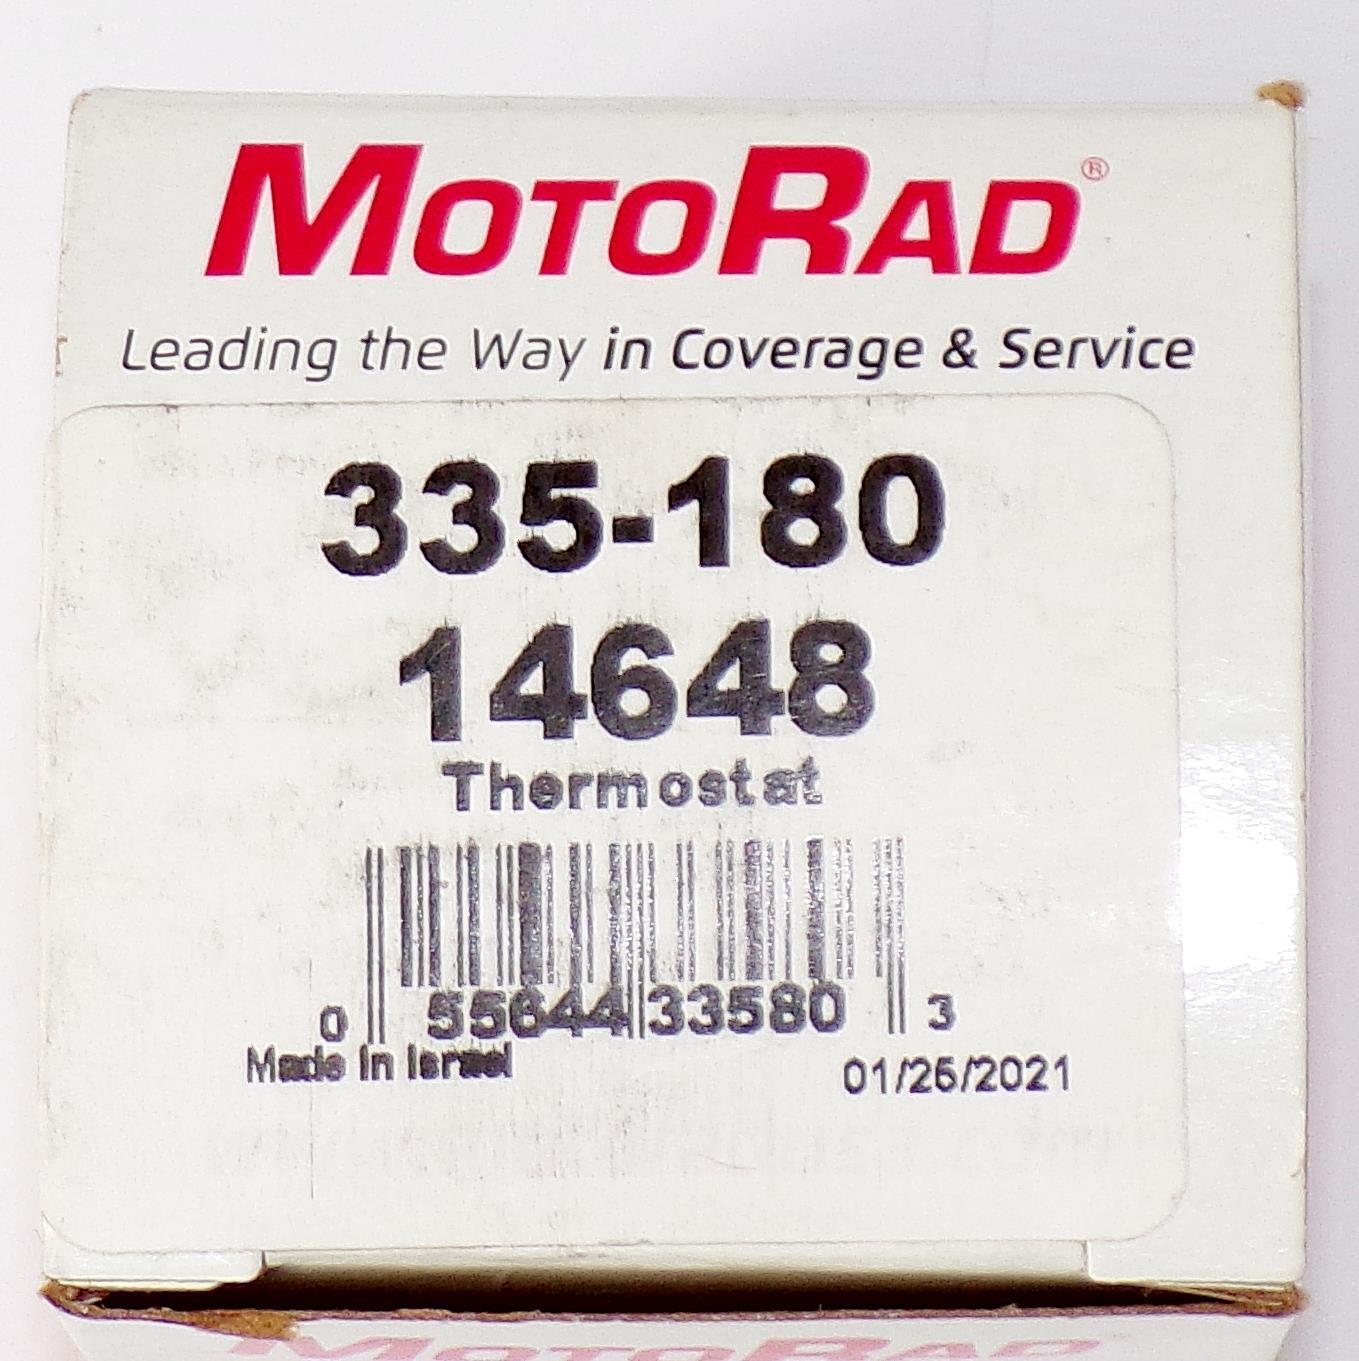 MOTORAD®
Leading the Way in Coverage & Service
335-180
14648
Thermostat
0 55644 33580 3
Made In Israel 01/26/2021
MOTORAD